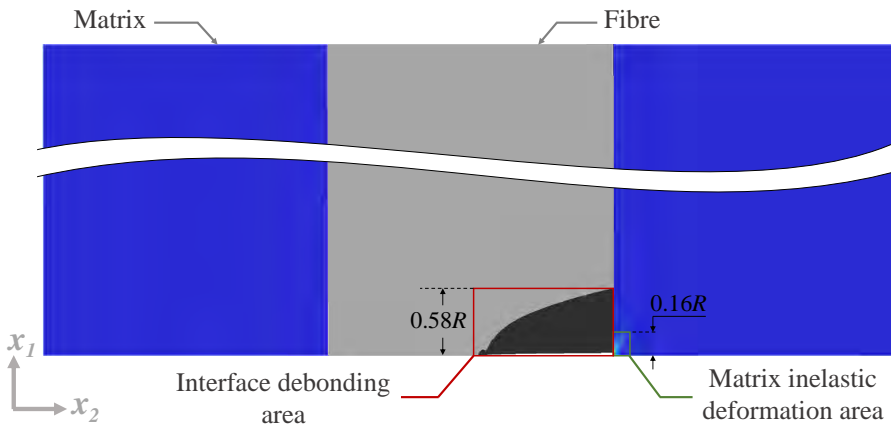 Matrix
Fibre
0.58R
0.16R
x1
x2
Interface debonding
area
Matrix inelastic
deformation area